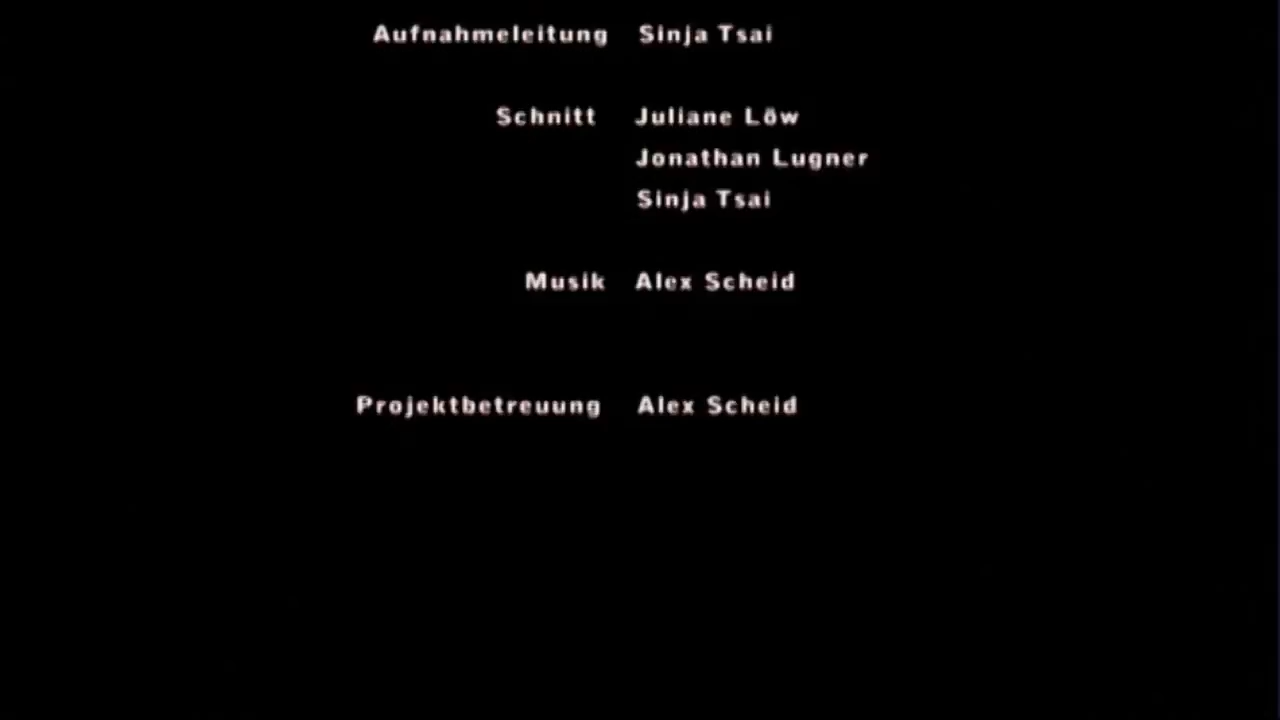 Aufnahmeleitung Sinja Tsai
Schnitt Juliane Löw
Jonathan Lugner
Sinja Tsai
Musik Alex Scheid
Projektbetreuung Alex Scheid